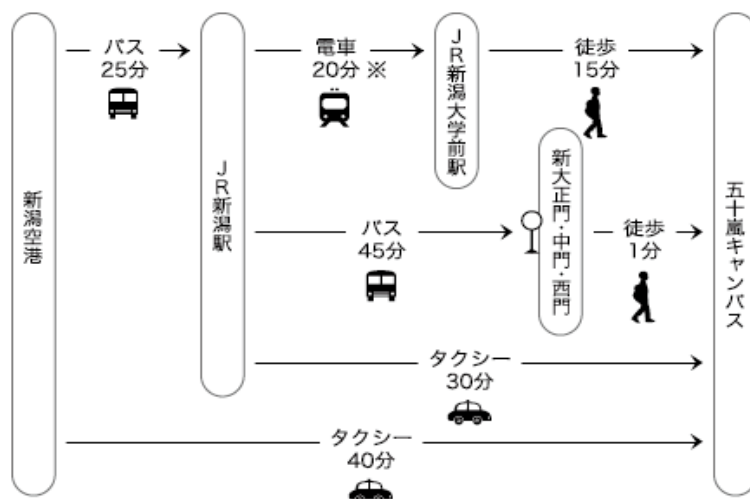 新潟空港
バス
25分
JR新潟駅
電車
20分※
JR新潟大学前駅
徒歩
15分
バス
45分
新大正門・中門・西門
徒歩
1分
タクシー
30分
タクシー
40分
五十嵐キャンパス